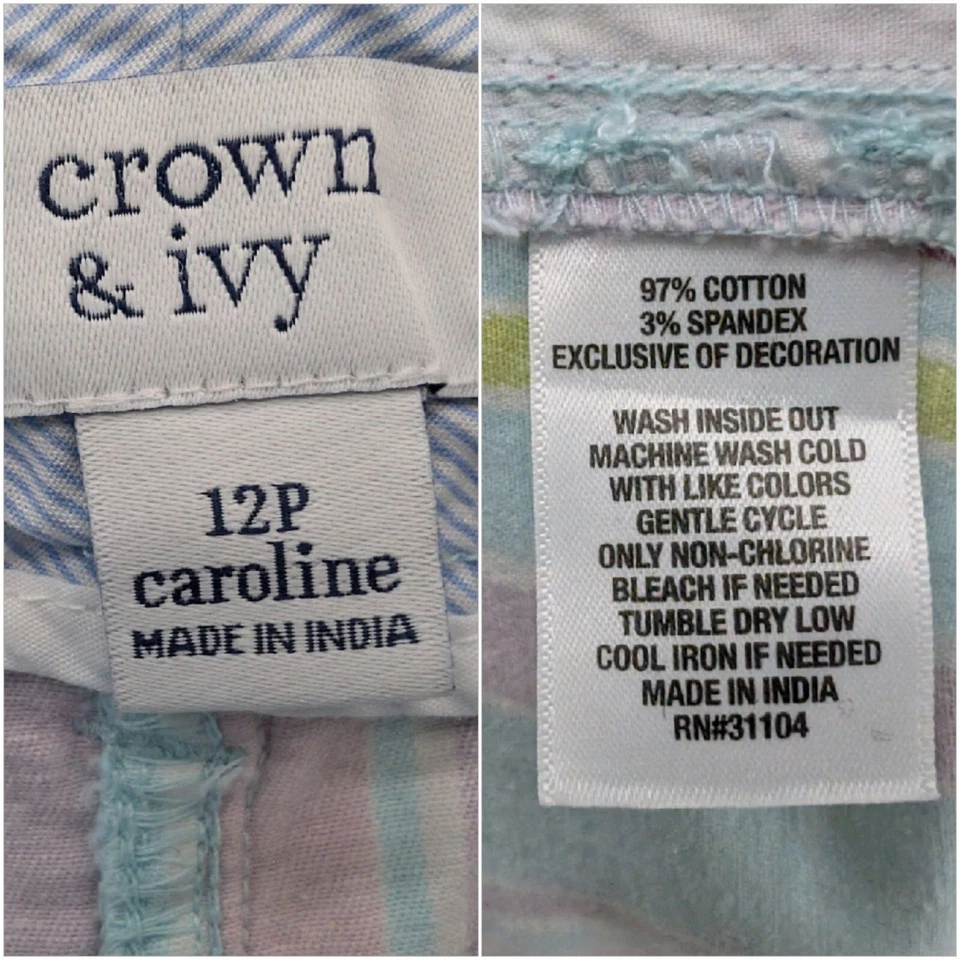 crown
& ivy
12P
caroline
MADE IN INDIA
97% COTTON
3% SPANDEX
EXCLUSIVE OF DECORATION
WASH INSIDE OUT
MACHINE WASH COLD
WITH LIKE COLORS
GENTLE CYCLE
ONLY NON-CHLORINE
BLEACH IF NEEDED
TUMBLE DRY LOW
COOL IRON IF NEEDED
MADE IN INDIA
RN#31104